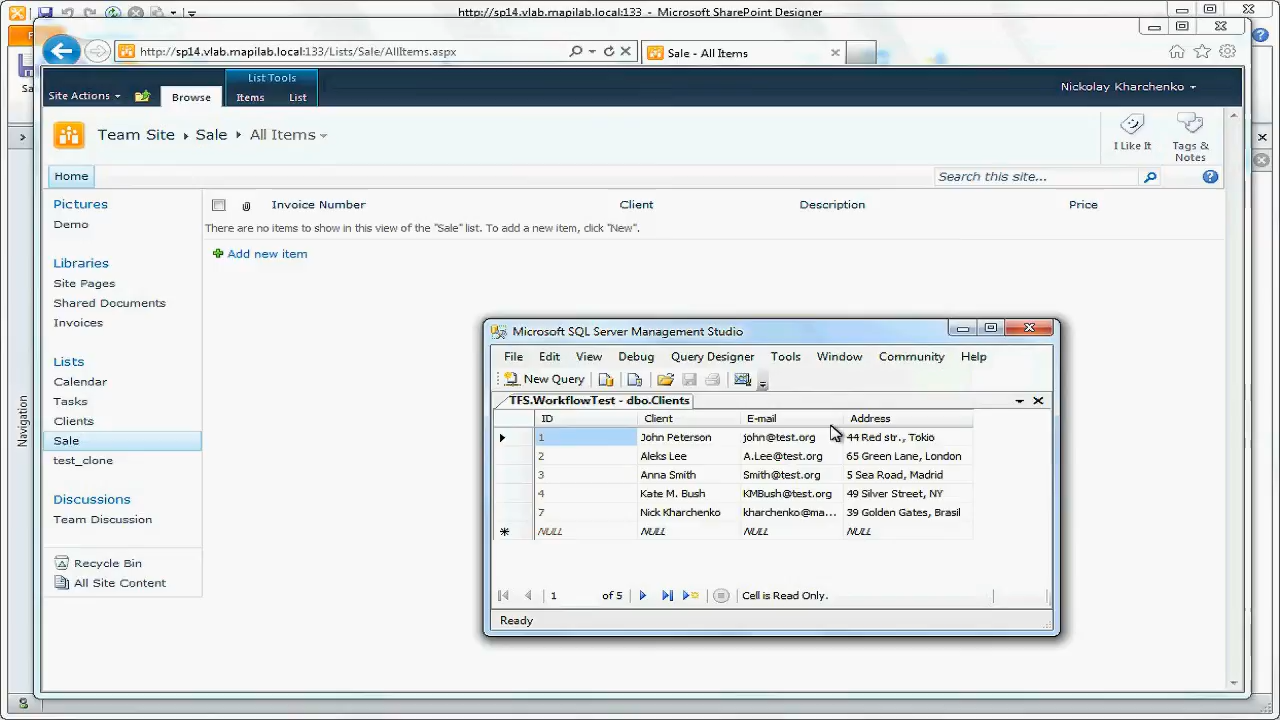 http://sp14.vlab.mapilab.local:133 - Microsoft SharePoint Designer
http://sp14.vlab.mapilab.local:133/Lists/Sale/AllItems.aspx
Sale - All Items
List Tools
Site Actions
Browse
Items
List
Nickolay Kharchenko
Team Site
Sale
All Items
I Like It
Tags &
Notes
Home
Search this site...
Pictures
Demo
Libraries
Site Pages
Shared Documents
Invoices
Lists
Calendar
Tasks
Clients
Sale
test_clone
Discussions
Team Discussion
Recycle Bin
All Site Content
Navigation
Invoice Number Client Description Price
There are no items to show in this view of the "Sale" list. To add a new item, click "New".
Add new item
Microsoft SQL Server Management Studio
File Edit View Debug Query Designer Tools Window Community Help
New Query
TFS.WorkflowTest - dbo.Clients
ID Client E-mail Address
1 John Peterson john@test.org 44 Red str., Tokio
2 Aleks Lee A.Lee@test.org 65 Green Lane, London
3 Anna Smith Smith@test.org 5 Sea Road, Madrid
4 Kate M. Bush KMBush@test.org 49 Silver Street, NY
7 Nick Kharchenko kharchenko@ma... 39 Golden Gates, Brasil
NULL NULL NULL NULL
1 of 5 Cell is Read Only.
Ready